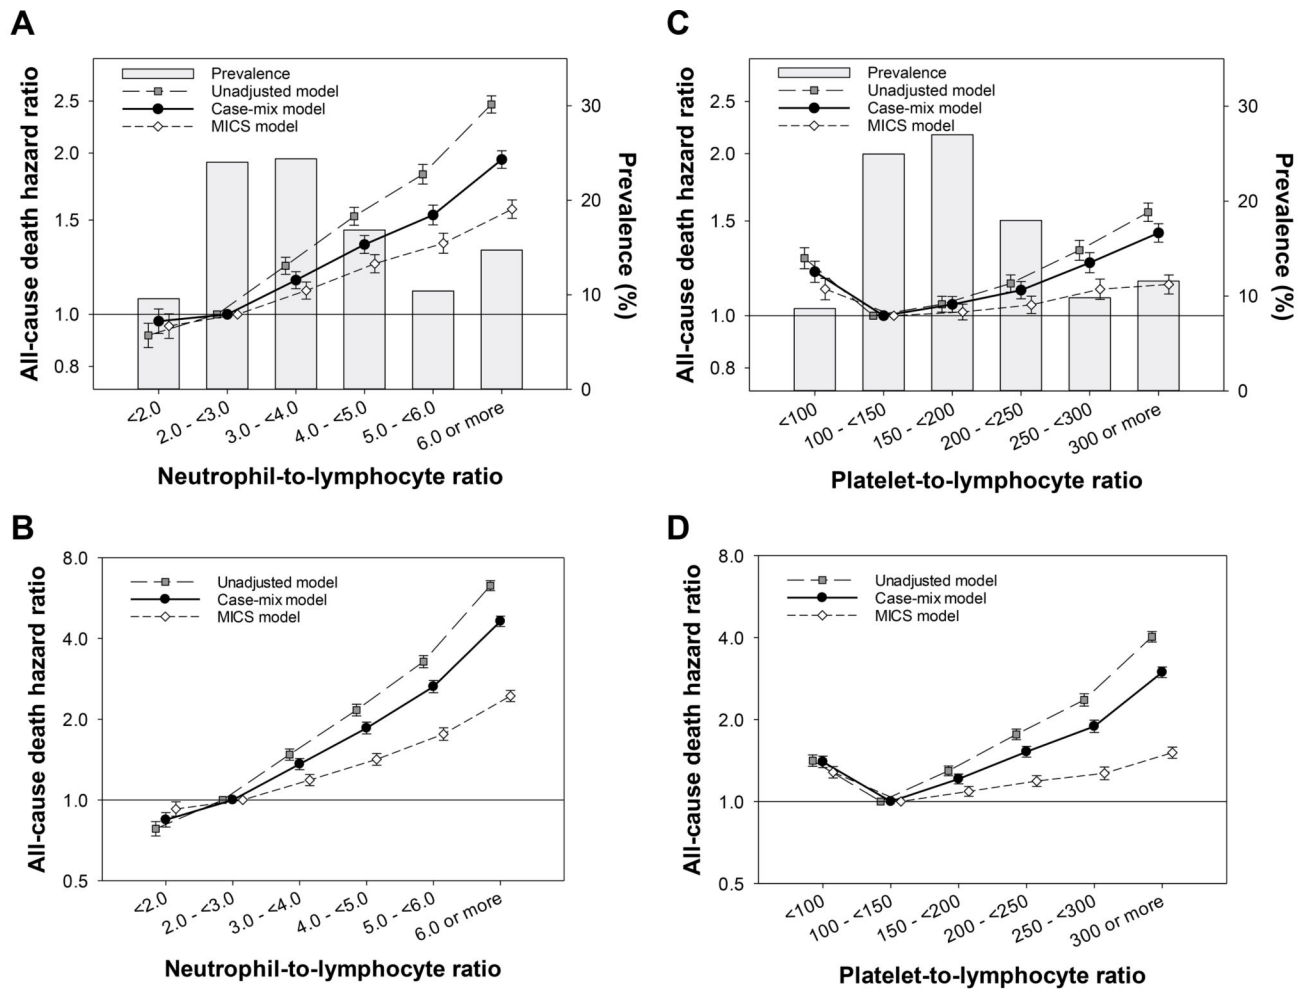 A
All-cause death hazard ratio
2.5
2.0
1.5
1.0
0.8
Prevalence
Unadjusted model
Case-mix model
MICS model
30
20
10
0
Prevalence (%)
<2.0
2.0 - <3.0
3.0 - <4.0
4.0 - <5.0
5.0 - <6.0
6.0 or more
Neutrophil-to-lymphocyte ratio
C
All-cause death hazard ratio
2.5
2.0
1.5
1.0
0.8
Prevalence
Unadjusted model
Case-mix model
MICS model
30
20
10
0
Prevalence (%)
<100
100 - <150
150 - <200
200 - <250
250 - <300
300 or more
Platelet-to-lymphocyte ratio
B
All-cause death hazard ratio
8.0
4.0
2.0
1.0
0.5
Unadjusted model
Case-mix model
MICS model
<2.0
2.0 - <3.0
3.0 - <4.0
4.0 - <5.0
5.0 - <6.0
6.0 or more
Neutrophil-to-lymphocyte ratio
D
All-cause death hazard ratio
8.0
4.0
2.0
1.0
0.5
Unadjusted model
Case-mix model
MICS model
<100
100 - <150
150 - <200
200 - <250
250 - <300
300 or more
Platelet-to-lymphocyte ratio